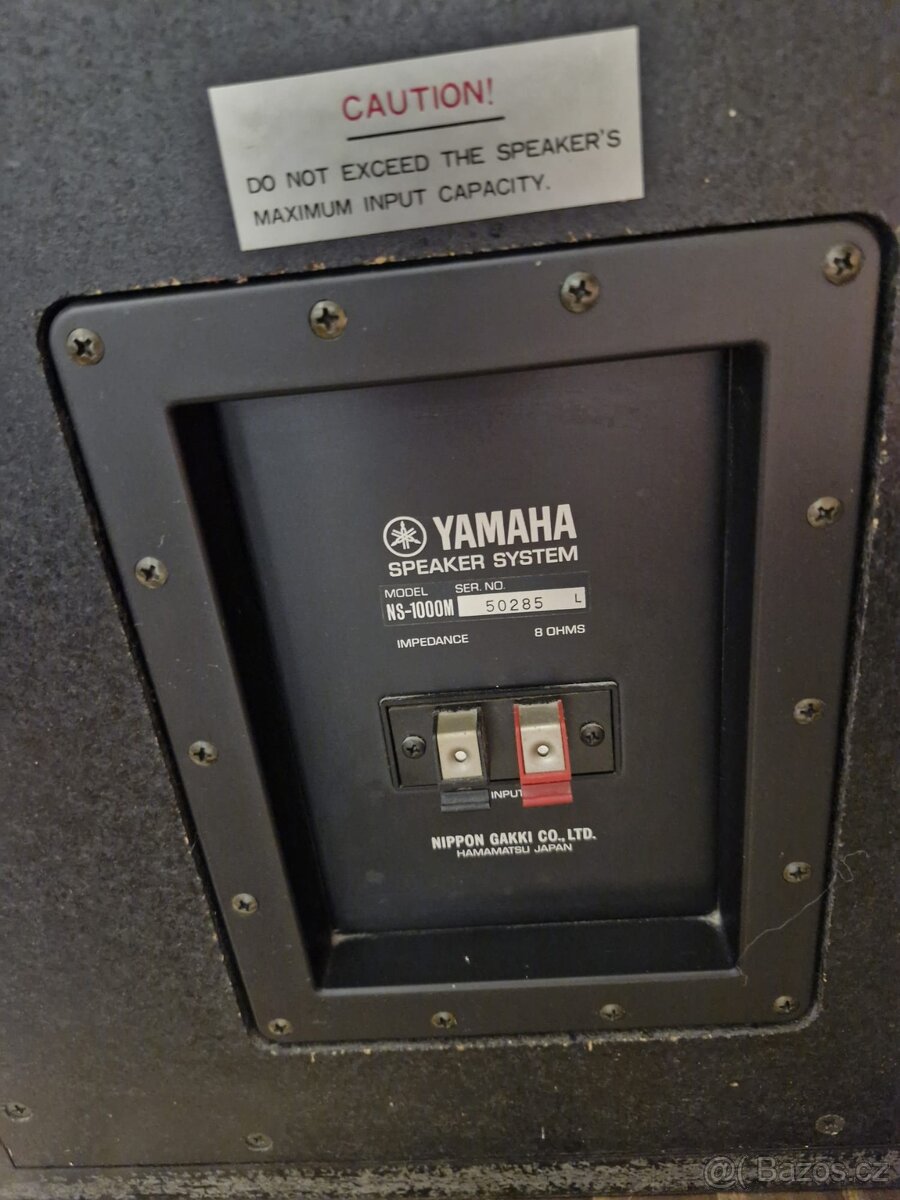 CAUTION!
DO NOT EXCEED THE SPEAKER'S
MAXIMUM INPUT CAPACITY.
YAMAHA
SPEAKER SYSTEM
MODEL SER. NO.
NS-1000M 50285 L
IMPEDANCE 8 OHMS
INPUT
NIPPON GAKKI CO., LTD.
HAMAMATSU JAPAN
@( Bazos.cz